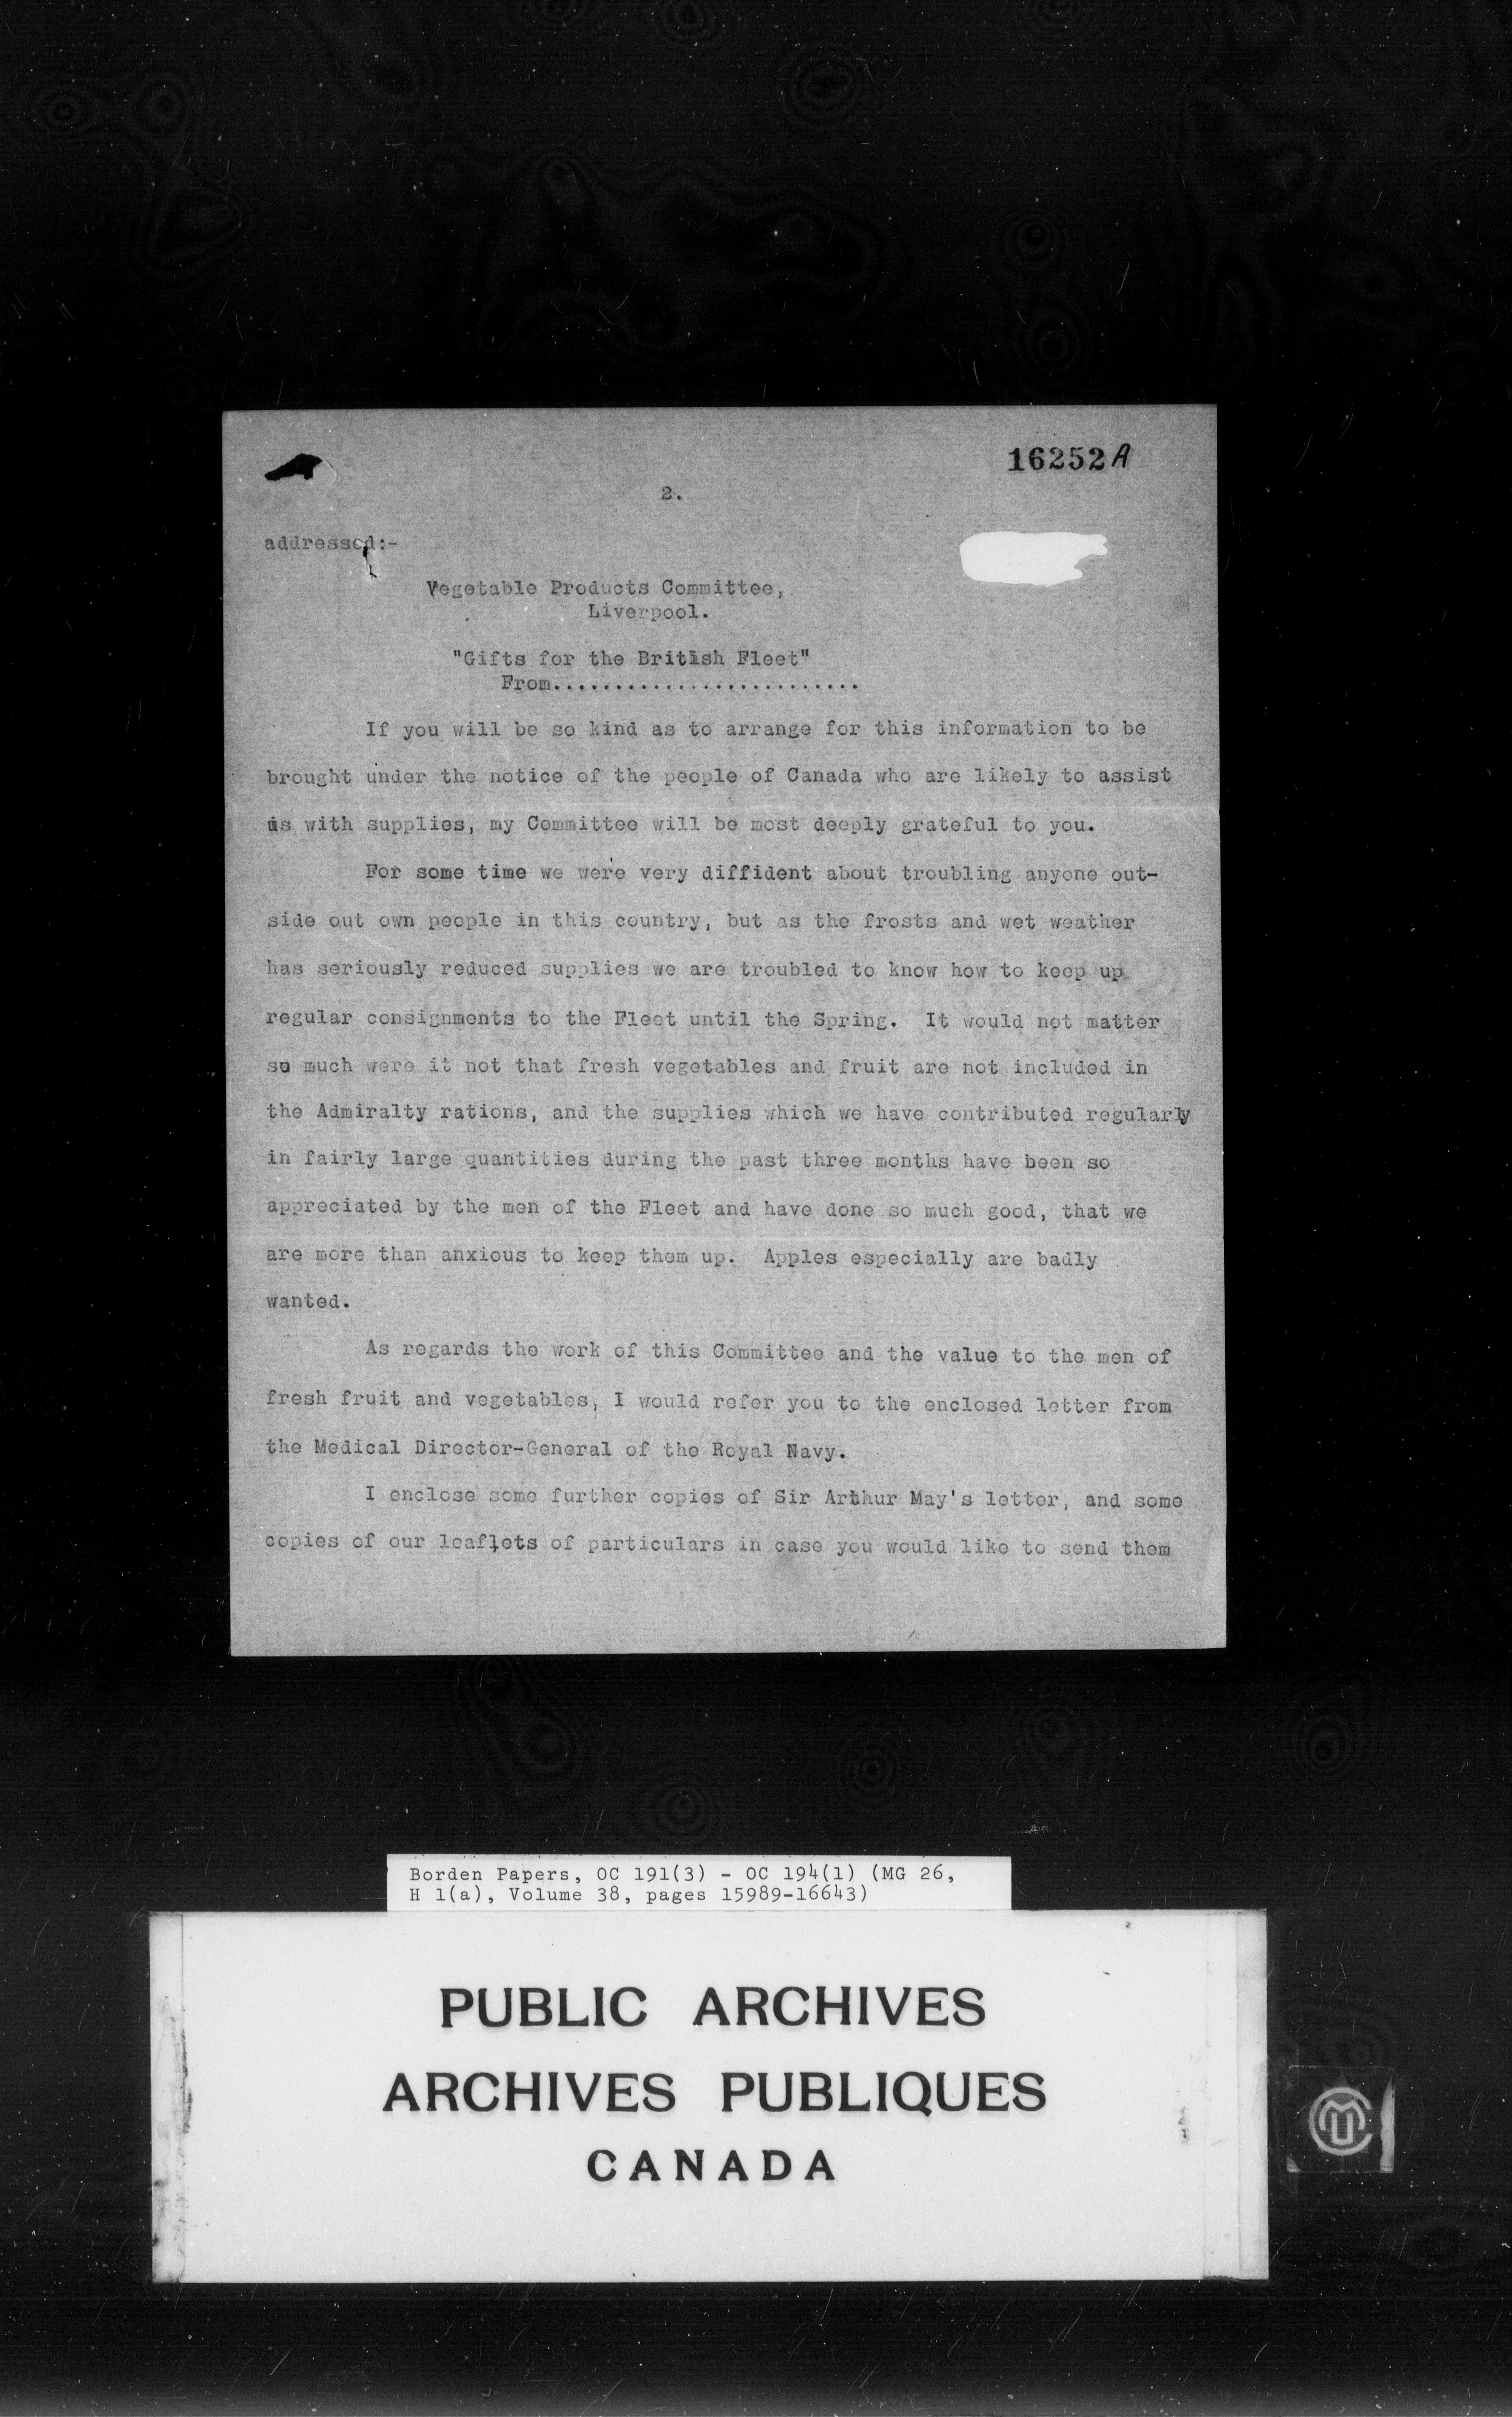 16252A
2.
addressed:-
Vegetable Products Committee,
Liverpool.
"Gifts for the British Fleet"
From.........................
If you will be so kind as to arrange for this information to be
brought under the notice of the people of Canada who are likely to assist
us with supplies, my Committee will be most deeply grateful to you.
For some time we were very diffident about troubling anyone out-
side out own people in this country, but as the frosts and wet weather
has seriously reduced supplies we are troubled to know how to keep up
regular consignments to the Fleet until the Spring. It would not matter
so much were it not that fresh vegetables and fruit are not included in
the Admiralty rations, and the supplies which we have contributed regularly
in fairly large quantities during the past three months have been so
appreciated by the men of the Fleet and have done so much good, that we
are more than anxious to keep them up. Apples especially are badly
wanted.
As regards the work of this Committee and the value to the men of
fresh fruit and vegetables, I would refer you to the enclosed letter from
the Medical Director-General of the Royal Navy.
I enclose some further copies of Sir Arthur May's letter, and some
copies of our leaflets of particulars in case you would like to send them
Borden Papers, OC 191(3) - OC 194(1) (MG 26,
H 1(a), Volume 38, pages 15989-16643)
PUBLIC ARCHIVES
ARCHIVES PUBLIQUES
CANADA